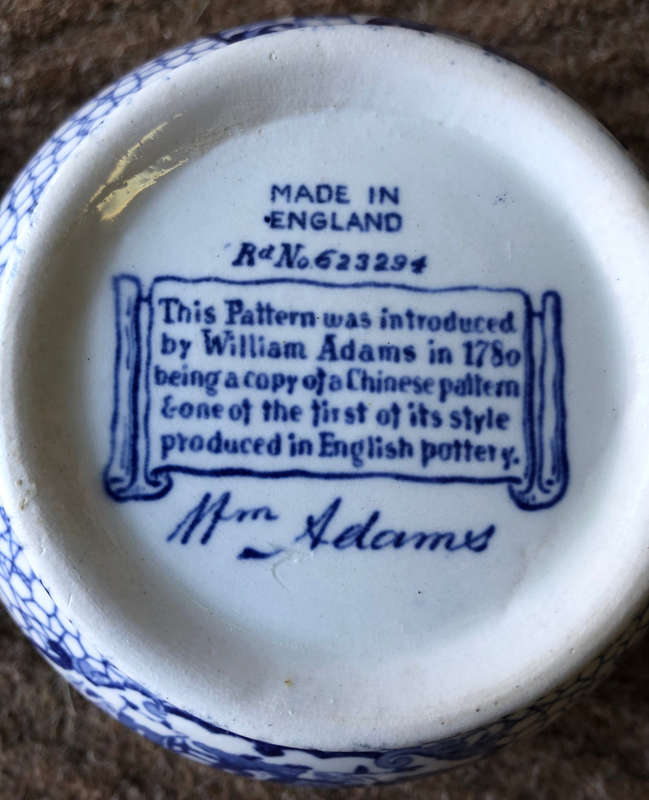 MADE IN
ENGLAND
Rd No. 623294
This Pattern was introduced
by William Adams in 1780
being a copy of a Chinese pattern
& one of the first of its style
produced in English pottery.
Wm Adams